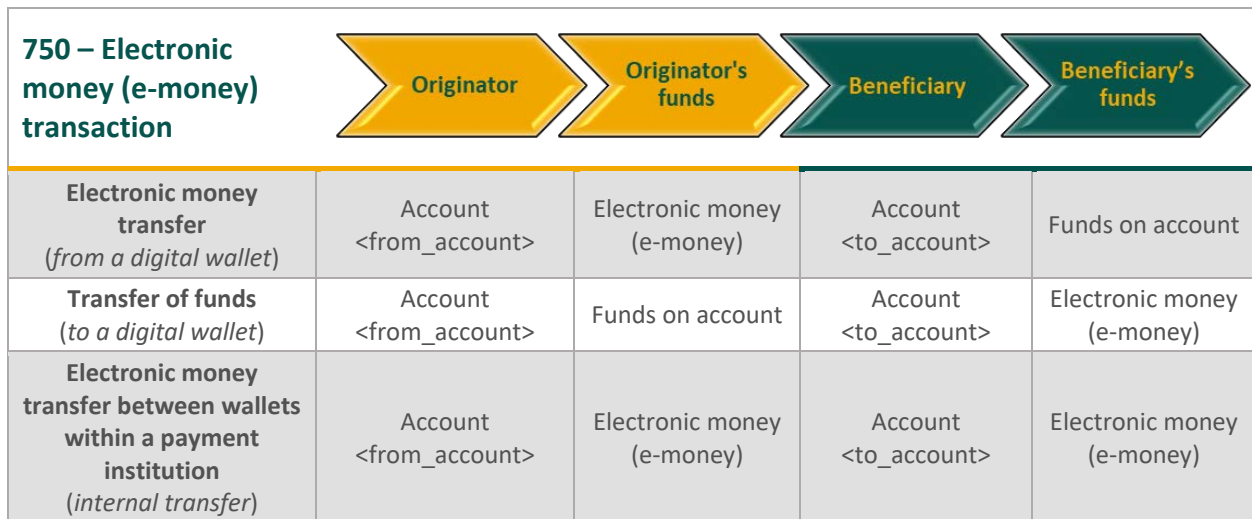 750 – Electronic
money (e-money)
transaction
Originator
Originator's
funds
Beneficiary
Beneficiary's
funds
Electronic money
transfer
(from a digital wallet)
Account
<from_account>
Electronic money
(e-money)
Account
<to_account>
Funds on account
Transfer of funds
(to a digital wallet)
Account
<from_account>
Funds on account
Account
<to_account>
Electronic money
(e-money)
Electronic money
transfer between wallets
within a payment
institution
(internal transfer)
Account
<from_account>
Electronic money
(e-money)
Account
<to_account>
Electronic money
(e-money)